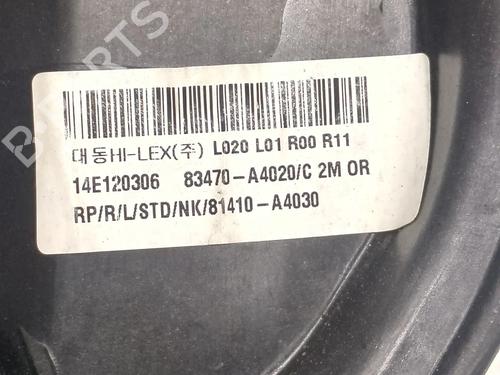 B-PARTS
대동HI-LEX(주) L020 L01 R00 R11
14E120306 83470-A4020/C 2M OR
RP/R/L/STD/NK/81410-A4030